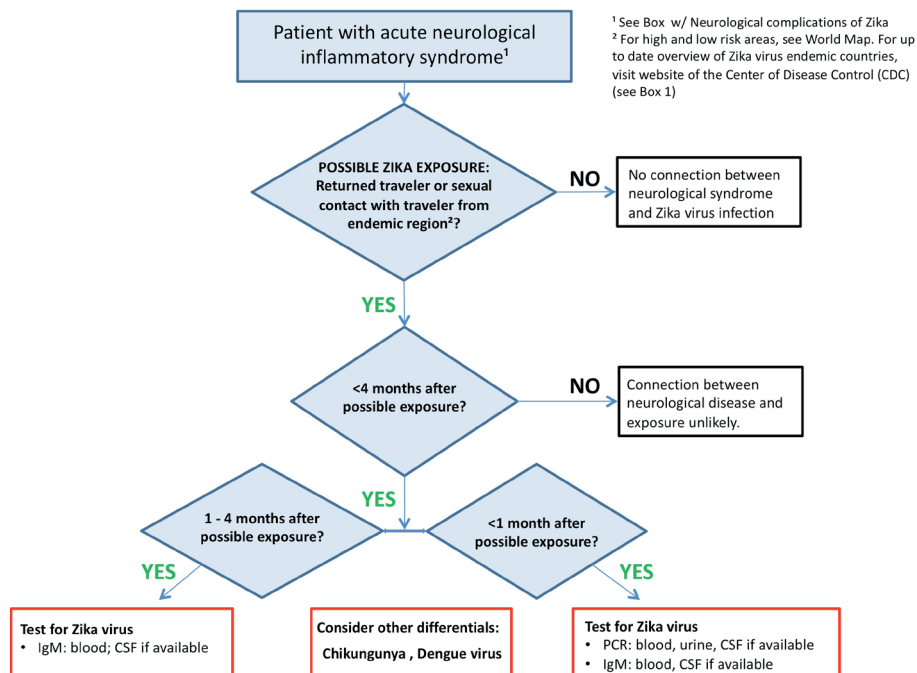 Patient with acute neurological
inflammatory syndrome¹
¹ See Box w/ Neurological complications of Zika
² For high and low risk areas, see World Map. For up
to date overview of Zika virus endemic countries,
visit website of the Center of Disease Control (CDC)
(see Box 1)
POSSIBLE ZIKA EXPOSURE:
Returned traveler or sexual
contact with traveler from
endemic region²?
NO
No connection between
neurological syndrome
and Zika virus infection
YES
<4 months after
possible exposure?
NO
Connection between
neurological disease and
exposure unlikely.
YES
1 - 4 months after
possible exposure?
<1 month after
possible exposure?
YES
YES
Test for Zika virus
• IgM: blood; CSF if available
Consider other differentials:
Chikungunya , Dengue virus
Test for Zika virus
• PCR: blood, urine, CSF if available
• IgM: blood, CSF if available